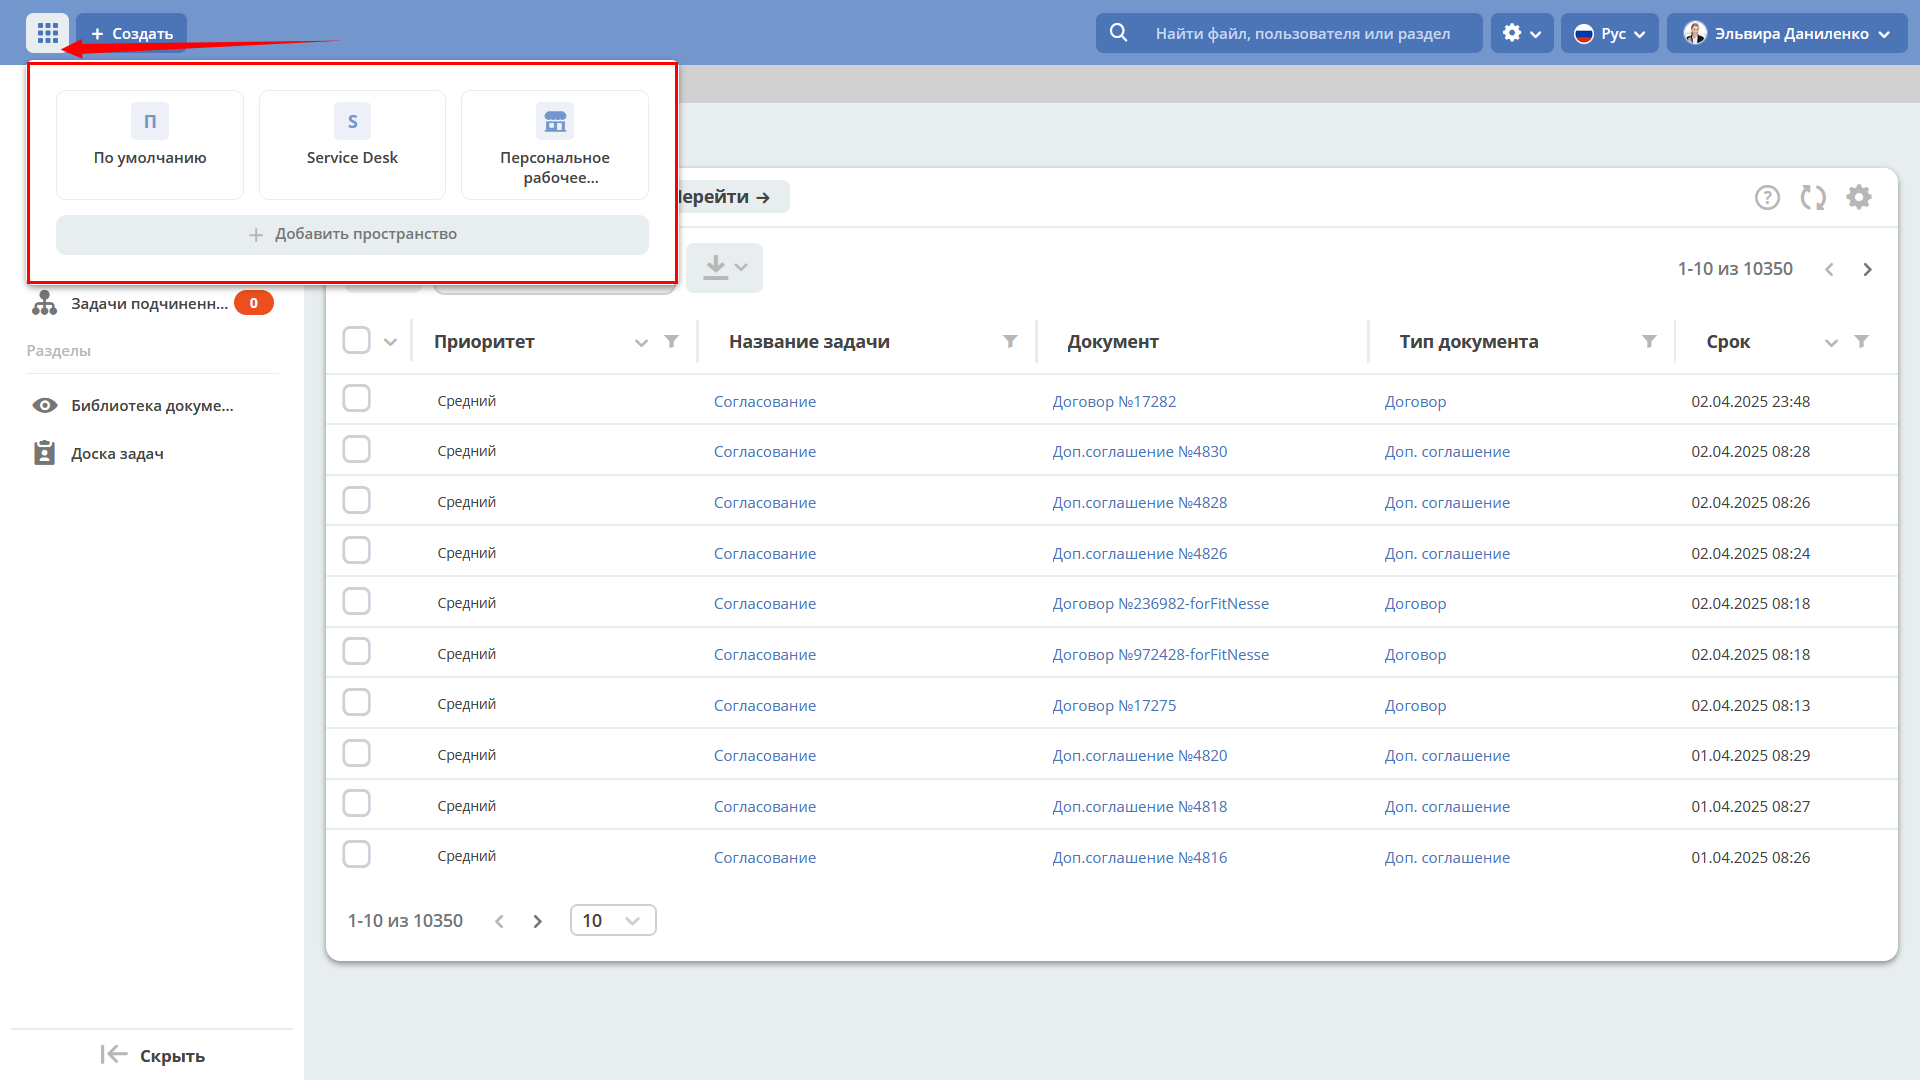 + Создать
Найти файл, пользователя или раздел
Рус
Эльвира Даниленко
П
По умолчанию
S
Service Desk
Персональное
рабочее...
+ Добавить пространство
ерейти →
?
1-10 из 10350
Задачи подчиненн... 0
Разделы
Библиотека докуме...
Доска задач
Приоритет Название задачи Документ Тип документа Срок
Средний Согласование Договор №17282 Договор 02.04.2025 23:48
Средний Согласование Доп.соглашение №4830 Доп. соглашение 02.04.2025 08:28
Средний Согласование Доп.соглашение №4828 Доп. соглашение 02.04.2025 08:26
Средний Согласование Доп.соглашение №4826 Доп. соглашение 02.04.2025 08:24
Средний Согласование Договор №236982-forFitNesse Договор 02.04.2025 08:18
Средний Согласование Договор №972428-forFitNesse Договор 02.04.2025 08:18
Средний Согласование Договор №17275 Договор 02.04.2025 08:13
Средний Согласование Доп.соглашение №4820 Доп. соглашение 01.04.2025 08:29
Средний Согласование Доп.соглашение №4818 Доп. соглашение 01.04.2025 08:27
Средний Согласование Доп.соглашение №4816 Доп. соглашение 01.04.2025 08:26
1-10 из 10350 10
Скрыть